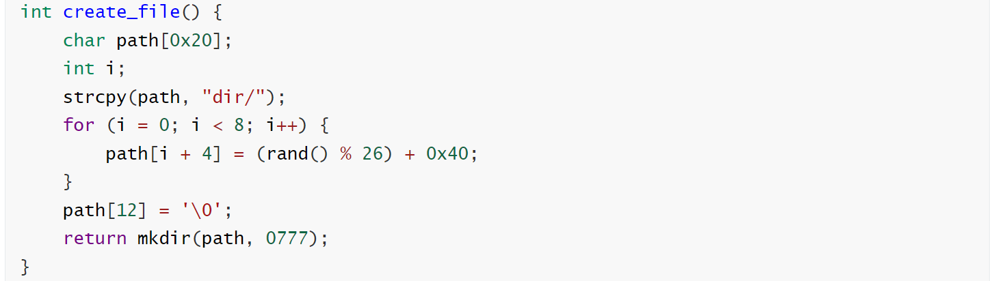 int create_file() {
    char path[0x20];
    int i;
    strcpy(path, "dir/");
    for (i = 0; i < 8; i++) {
        path[i + 4] = (rand() % 26) + 0x40;
    }
    path[12] = '\0';
    return mkdir(path, 0777);
}